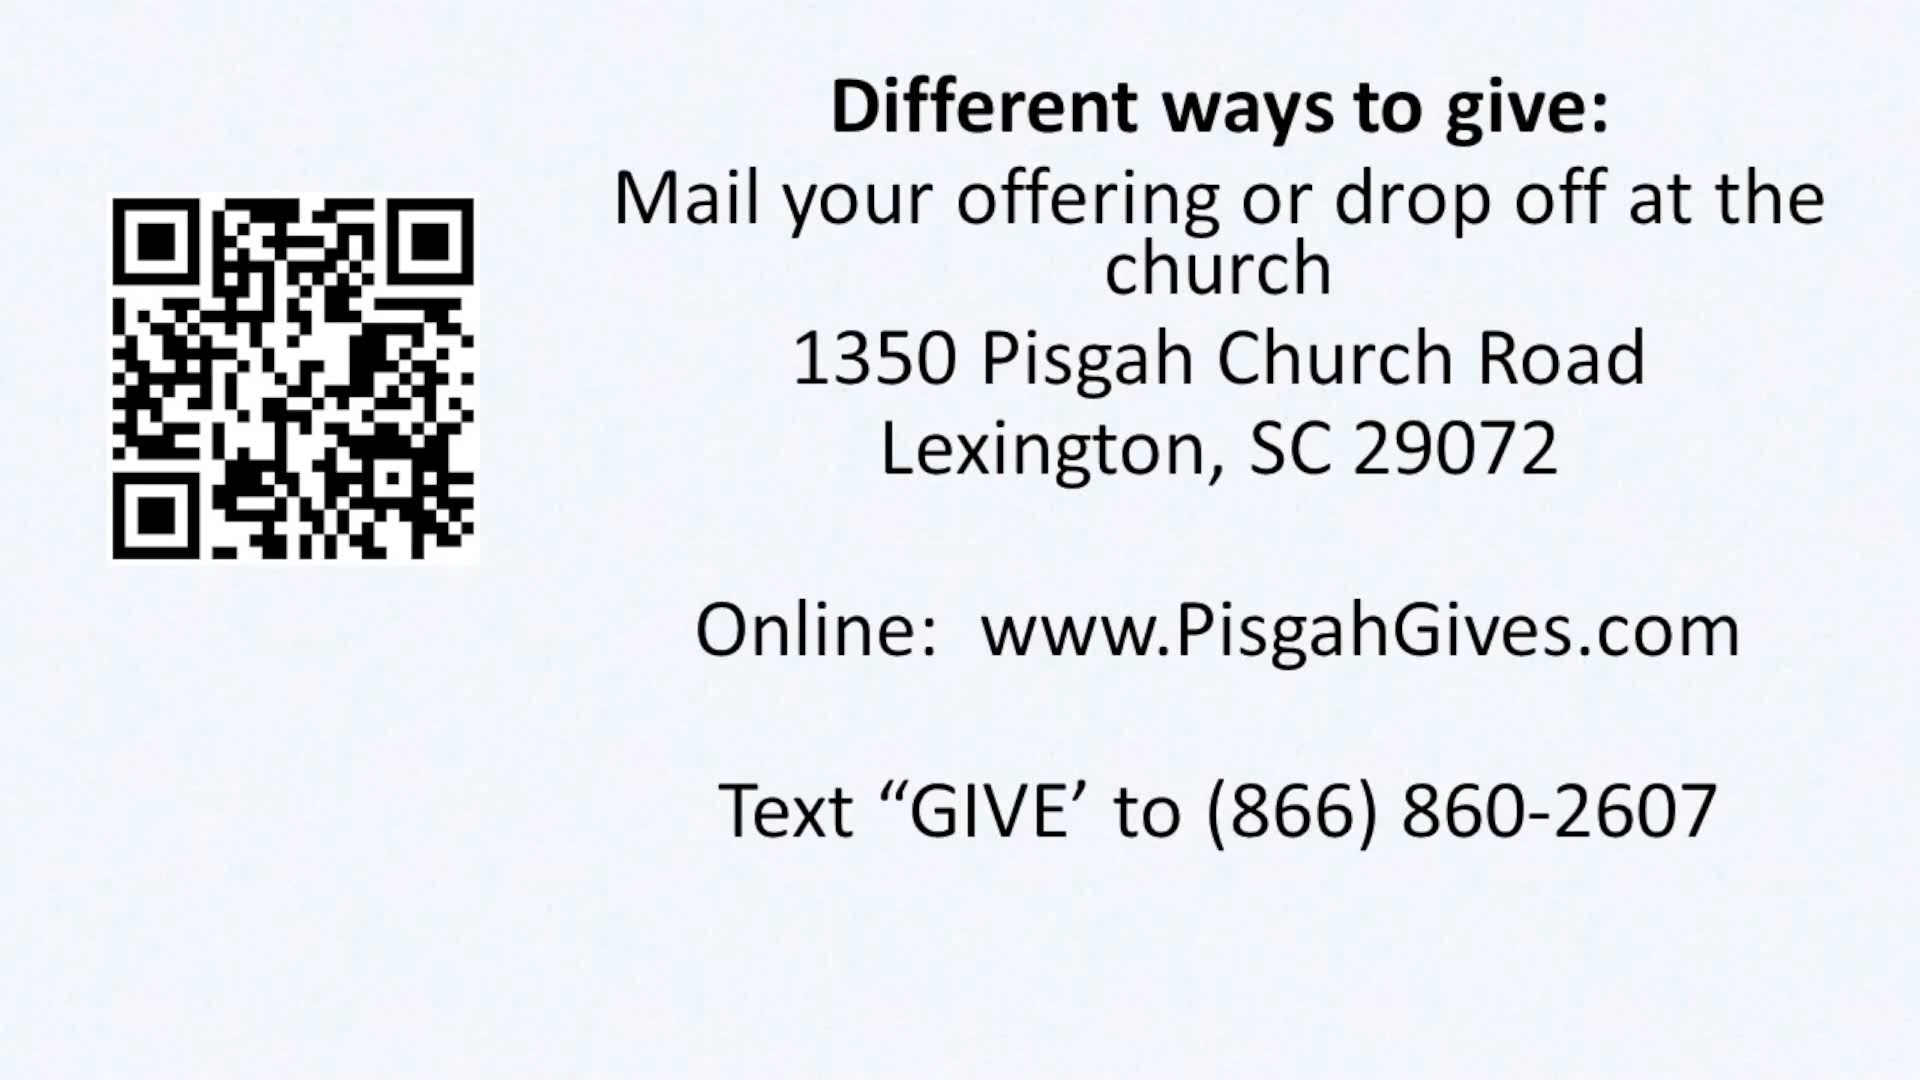 Different ways to give:
Mail your offering or drop off at the
church
1350 Pisgah Church Road
Lexington, SC 29072
Online:  www.PisgahGives.com
Text “GIVE’ to (866) 860-2607